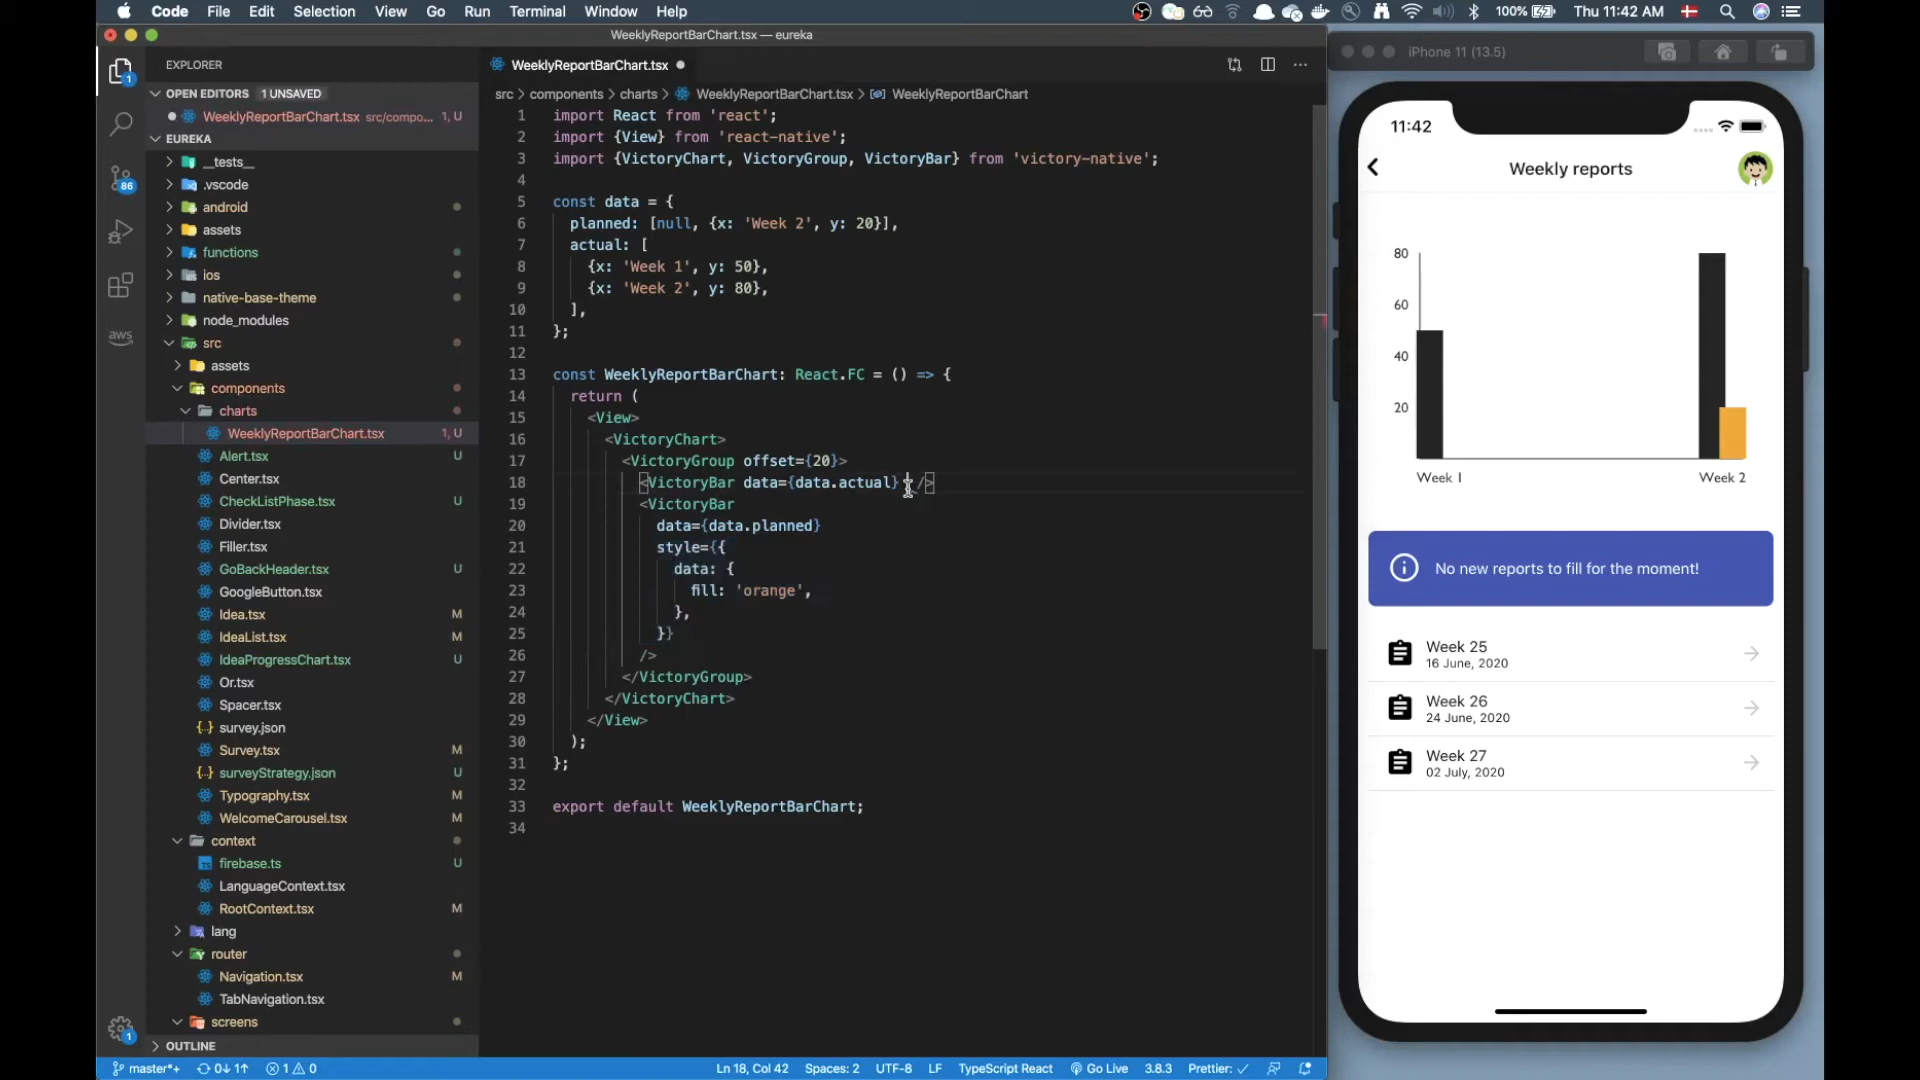 Code File Edit Selection View Go Run Terminal Window Help
100% Thu 11:42 AM
WeeklyReportBarChart.tsx — eureka
EXPLORER
OPEN EDITORS 1 UNSAVED
WeeklyReportBarChart.tsx src/compo... 1, U
EUREKA
__tests__
.vscode
android
assets
functions
ios
native-base-theme
node_modules
src
assets
components
charts
WeeklyReportBarChart.tsx 1, U
Alert.tsx U
Center.tsx
CheckListPhase.tsx U
Divider.tsx
Filler.tsx
GoBackHeader.tsx U
GoogleButton.tsx
Idea.tsx M
IdeaList.tsx M
IdeaProgressChart.tsx U
Or.tsx
Spacer.tsx
{..} survey.json
Survey.tsx M
{..} surveyStrategy.json U
Typography.tsx M
WelcomeCarousel.tsx M
context
firebase.ts U
LanguageContext.tsx
RootContext.tsx M
lang
router
Navigation.tsx M
TabNavigation.tsx
screens
OUTLINE
1
86
aws
1
WeeklyReportBarChart.tsx
src > components > charts > WeeklyReportBarChart.tsx > WeeklyReportBarChart
1 import React from 'react';
2 import {View} from 'react-native';
3 import {VictoryChart, VictoryGroup, VictoryBar} from 'victory-native';
4
5 const data = {
6 planned: [null, {x: 'Week 2', y: 20}],
7 actual: [
8 {x: 'Week 1', y: 50},
9 {x: 'Week 2', y: 80},
10 ],
11 };
12
13 const WeeklyReportBarChart: React.FC = () => {
14 return (
15 <View>
16 <VictoryChart>
17 <VictoryGroup offset={20}>
18 <VictoryBar data={data.actual} />
19 <VictoryBar
20 data={data.planned}
21 style={{
22 data: {
23 fill: 'orange',
24 },
25 }}
26 />
27 </VictoryGroup>
28 </VictoryChart>
29 </View>
30 );
31 };
32
33 export default WeeklyReportBarChart;
34
master*+ 0↓ 1↑ 1 0 Ln 18, Col 42 Spaces: 2 UTF-8 LF TypeScript React Go Live 3.8.3 Prettier: ✓
iPhone 11 (13.5)
11:42
Weekly reports
80
60
40
20
Week 1 Week 2
No new reports to fill for the moment!
Week 25
16 June, 2020
Week 26
24 June, 2020
Week 27
02 July, 2020